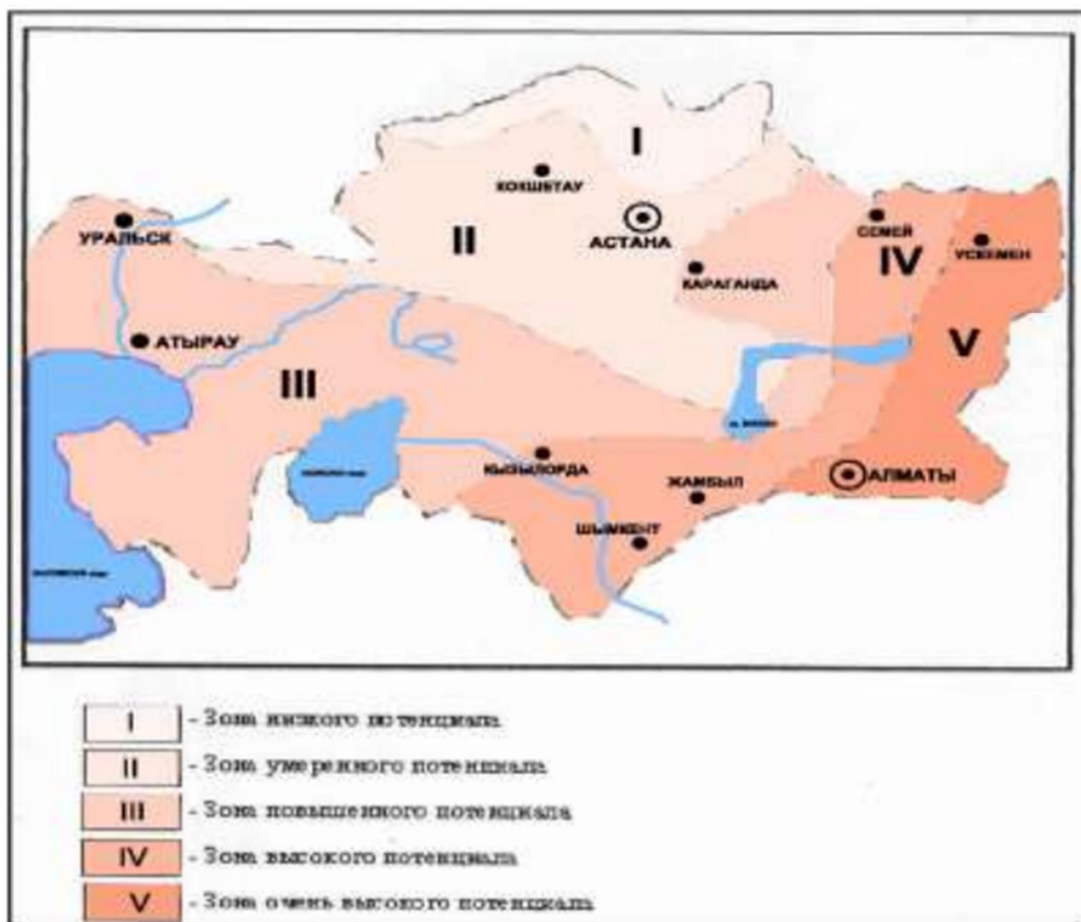 I
КОКШЕТАУ
АСТАНА
УРАЛЬСК
II
СЕМЕЙ
УСКЕМЕН
IV
КАРАГАНДА
АТЫРАУ
V
III
КЫЗЫЛОРДА
АЛМАТЫ
ЖАМБЫЛ
ШЫМКЕНТ
I - Зона низкого потенциала
II - Зона умеренного потенциала
III - Зона повышенного потенциала
IV - Зона высокого потенциала
V - Зона очень высокого потенциала